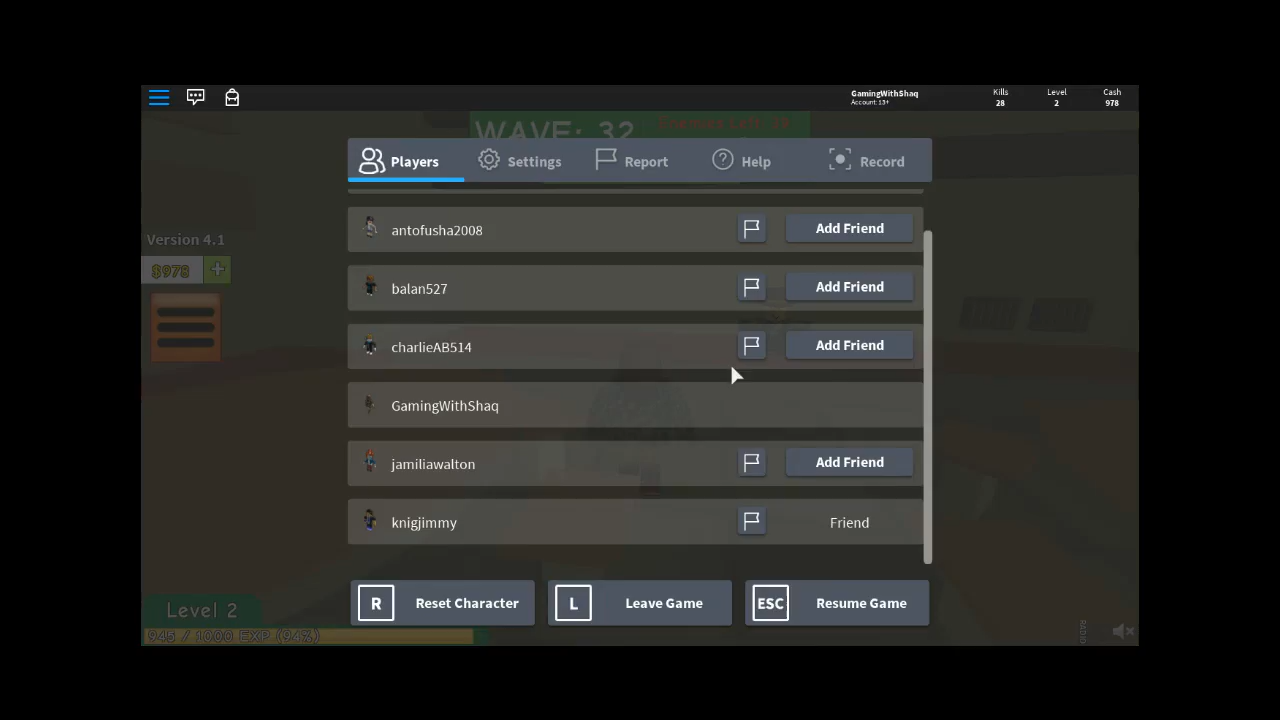 GamingWithShaq
Account: 13+
Kills
28
Level
2
Cash
978
WAVE: 32
Players
Settings
Report
Help
Record
antofusha2008
Add Friend
Version 4.1
$978
+
balan527
Add Friend
charlieAB514
Add Friend
GamingWithShaq
jamiliawalton
Add Friend
knigjimmy
Friend
R
Reset Character
L
Leave Game
ESC
Resume Game
Level 2
945 / 1000 EXP (94%)
RADIO